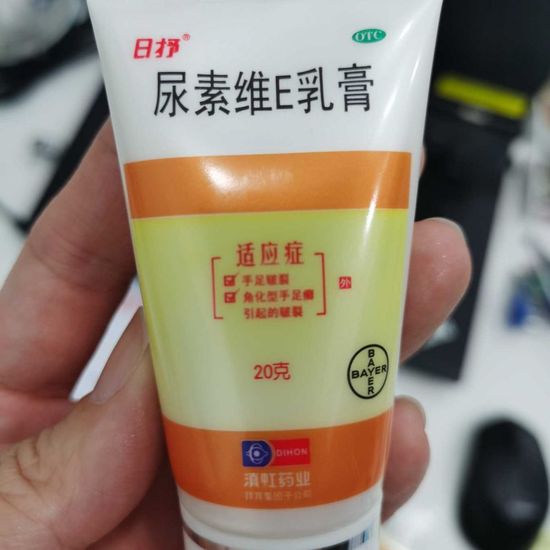 日抒®
OTC
尿素维E乳膏
适应症
手足皲裂
角化型手足癣
引起的皲裂
外
20克
BAYER
BAYER
DIHON
滇虹药业
拜耳集团子公司